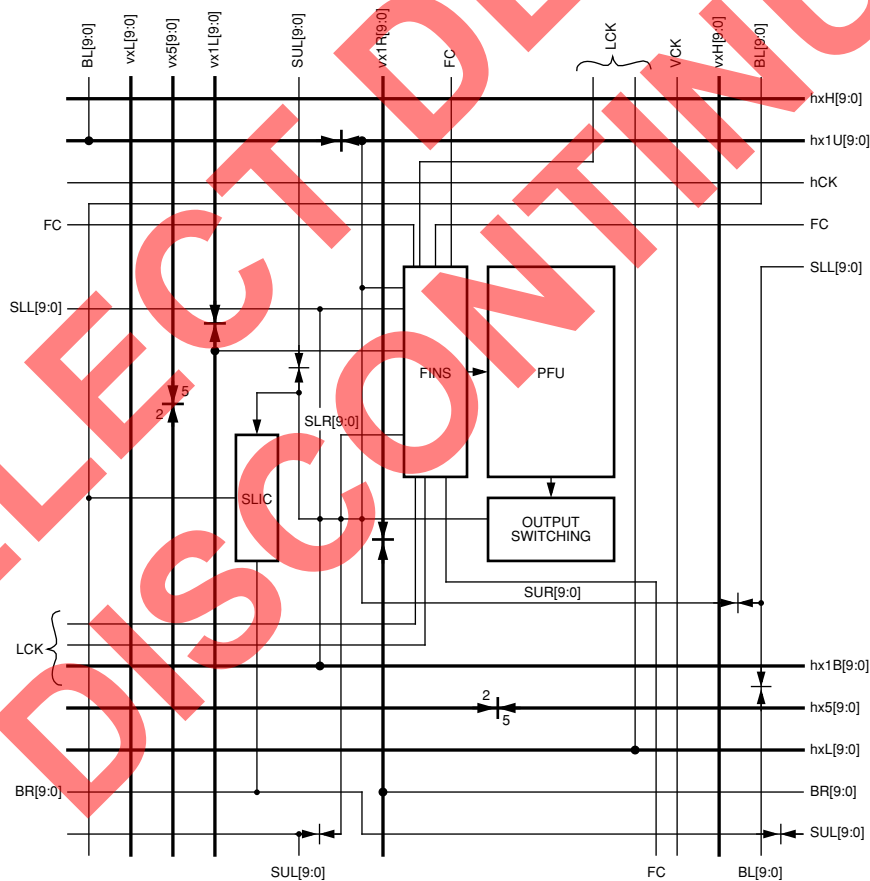 BL[9:0]
vxL[9:0]
vx5[9:0]
vx1L[9:0]
SUL[9:0]
vx1R[9:0]
FC
LCK
VCK
vxH[9:0]
BL[9:0]
hxH[9:0]
hx1U[9:0]
hCK
FC
FC
SLL[9:0]
SLL[9:0]
FINS
PFU
5
2
SLR[9:0]
SLIC
OUTPUT
SWITCHING
SUR[9:0]
LCK
hx1B[9:0]
2
5
hx5[9:0]
hxL[9:0]
BR[9:0]
BR[9:0]
SUL[9:0]
SUL[9:0]
FC
BL[9:0]